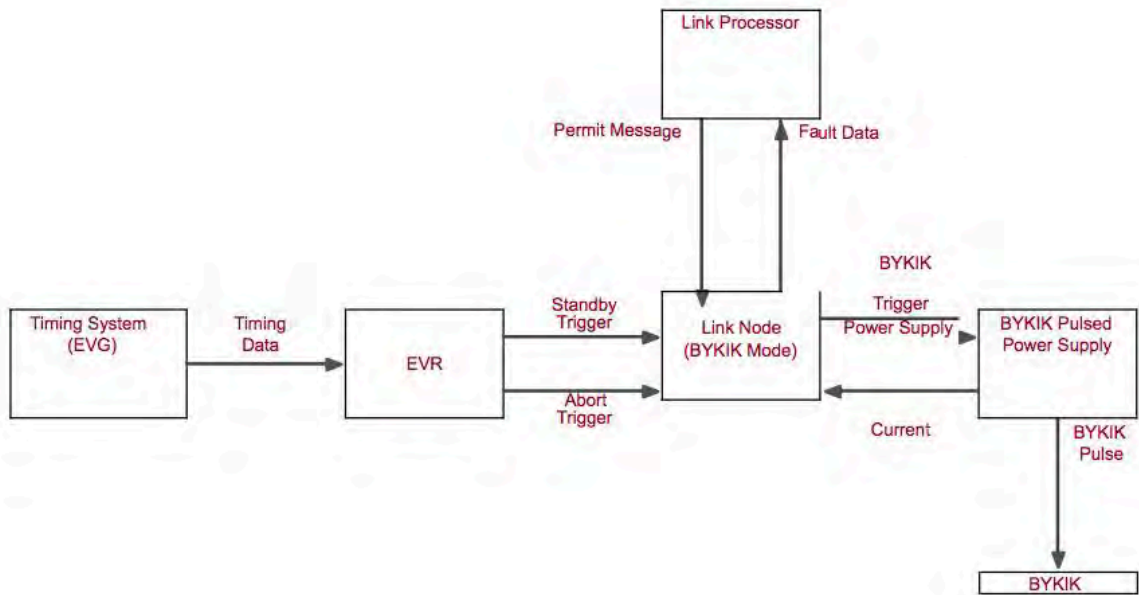 Link Processor
Permit Message
Fault Data
Timing System
(EVG)
Timing
Data
EVR
Standby
Trigger
Abort
Trigger
Link Node
(BYKIK Mode)
BYKIK
Trigger
Power Supply
Current
BYKIK Pulsed
Power Supply
BYKIK
Pulse
BYKIK